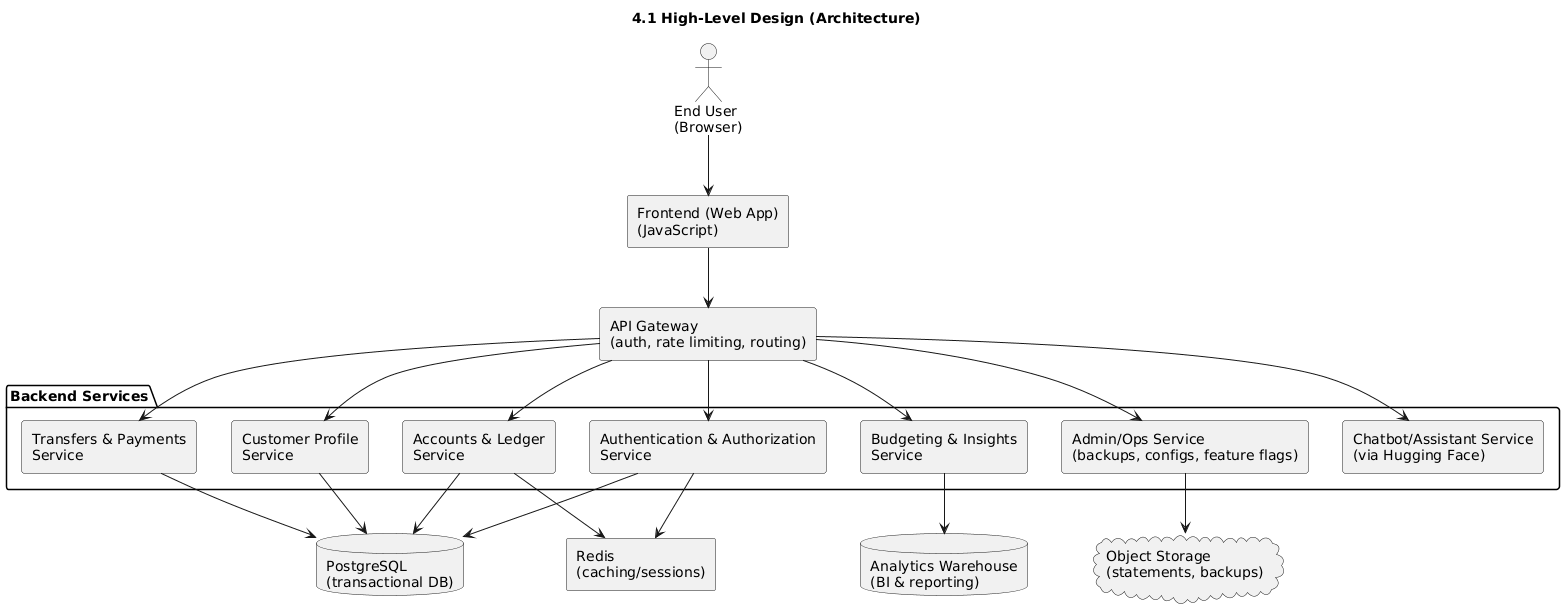 4.1 High-Level Design (Architecture)
End User
(Browser)
Frontend (Web App)
(JavaScript)
API Gateway
(auth, rate limiting, routing)
Backend Services
Transfers & Payments
Service
Customer Profile
Service
Accounts & Ledger
Service
Authentication & Authorization
Service
Budgeting & Insights
Service
Admin/Ops Service
(backups, configs, feature flags)
Chatbot/Assistant Service
(via Hugging Face)
PostgreSQL
(transactional DB)
Redis
(caching/sessions)
Analytics Warehouse
(BI & reporting)
Object Storage
(statements, backups)